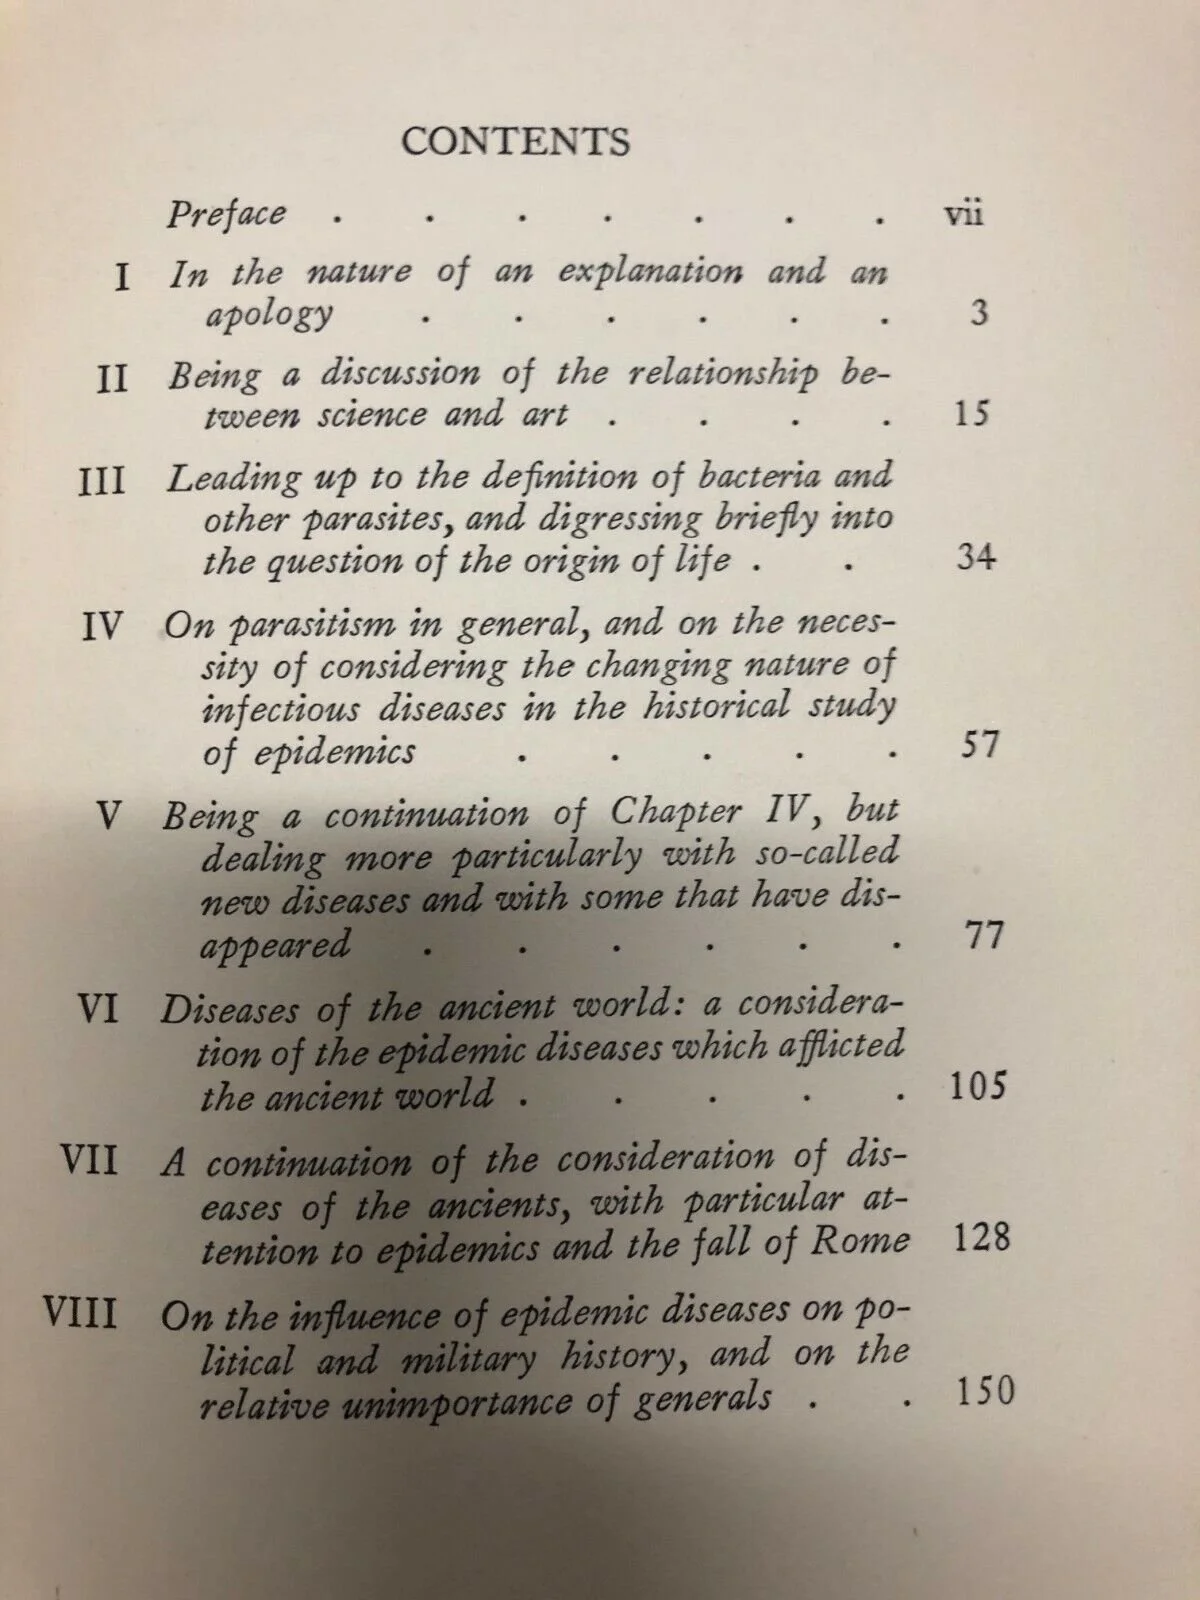 CONTENTS
Preface . . . . . . . vii
I In the nature of an explanation and an
apology . . . . . . 3
II Being a discussion of the relationship be-
tween science and art . . . . 15
III Leading up to the definition of bacteria and
other parasites, and digressing briefly into
the question of the origin of life . . 34
IV On parasitism in general, and on the neces-
sity of considering the changing nature of
infectious diseases in the historical study
of epidemics . . . . . 57
V Being a continuation of Chapter IV, but
dealing more particularly with so-called
new diseases and with some that have dis-
appeared . . . . . . 77
VI Diseases of the ancient world: a considera-
tion of the epidemic diseases which afflicted
the ancient world . . . . . 105
VII A continuation of the consideration of dis-
eases of the ancients, with particular at-
tention to epidemics and the fall of Rome 128
VIII On the influence of epidemic diseases on po-
litical and military history, and on the
relative unimportance of generals . . 150